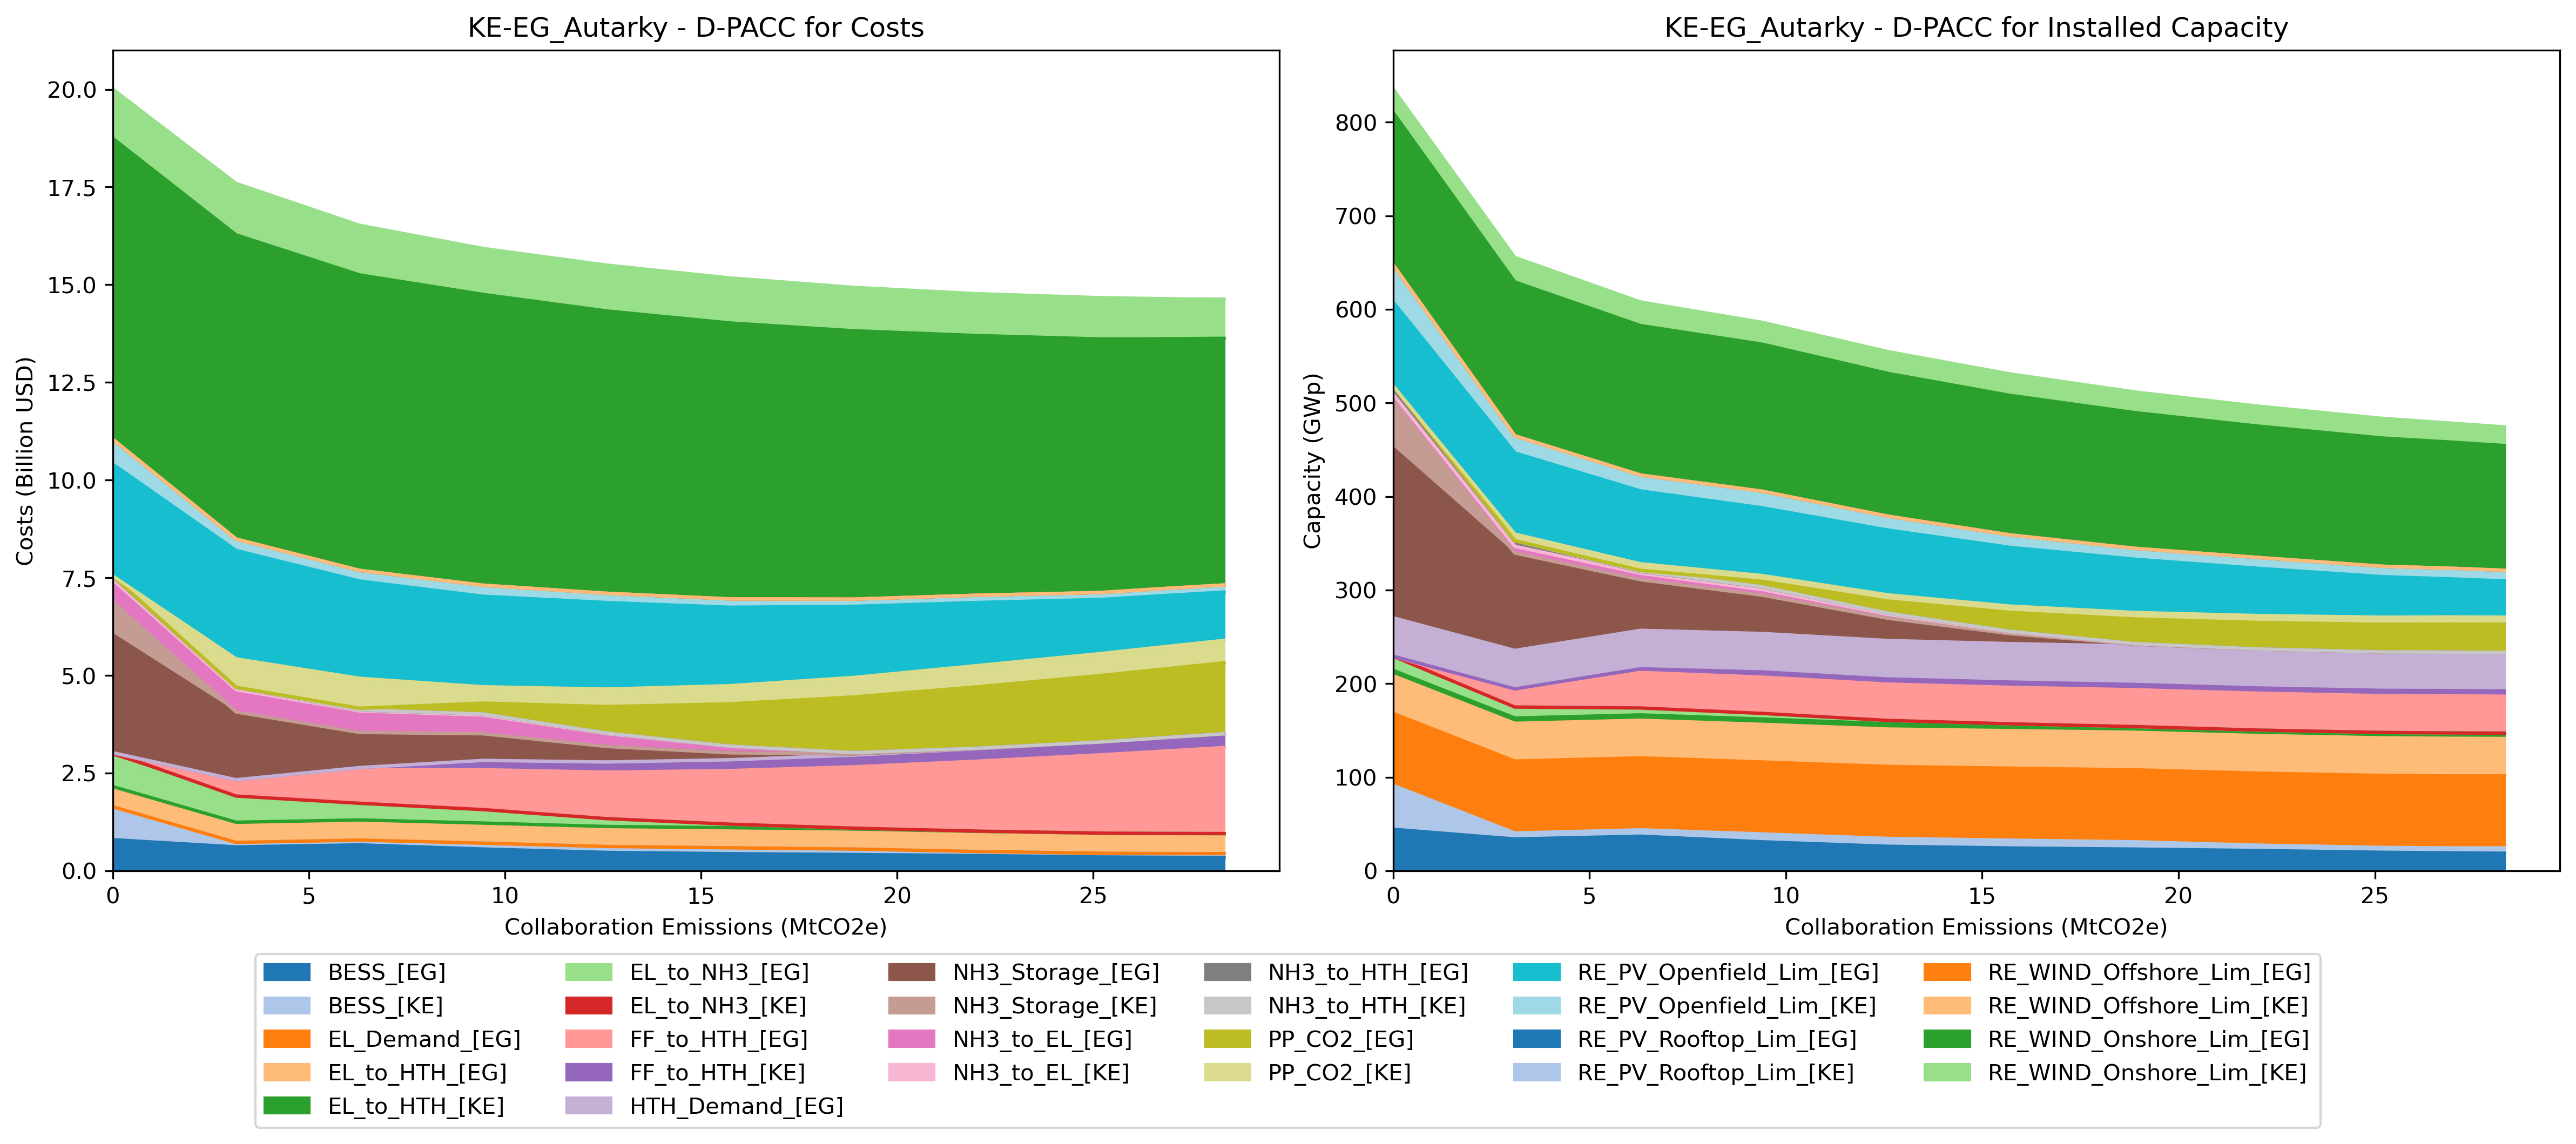 KE-EG_Autarky - D-PACC for Costs
20.0
17.5
15.0
12.5
10.0
7.5
5.0
2.5
0.0
Costs (Billion USD)
0 5 10 15 20 25
Collaboration Emissions (MtCO2e)
KE-EG_Autarky - D-PACC for Installed Capacity
800
700
600
500
400
300
200
100
0
Capacity (GWp)
0 5 10 15 20 25
Collaboration Emissions (MtCO2e)
BESS_[EG]
BESS_[KE]
EL_Demand_[EG]
EL_to_HTH_[EG]
EL_to_HTH_[KE]
EL_to_NH3_[EG]
EL_to_NH3_[KE]
FF_to_HTH_[EG]
FF_to_HTH_[KE]
HTH_Demand_[EG]
NH3_Storage_[EG]
NH3_Storage_[KE]
NH3_to_EL_[EG]
NH3_to_EL_[KE]
NH3_to_HTH_[EG]
NH3_to_HTH_[KE]
PP_CO2_[EG]
PP_CO2_[KE]
RE_PV_Openfield_Lim_[EG]
RE_PV_Openfield_Lim_[KE]
RE_PV_Rooftop_Lim_[EG]
RE_PV_Rooftop_Lim_[KE]
RE_WIND_Offshore_Lim_[EG]
RE_WIND_Offshore_Lim_[KE]
RE_WIND_Onshore_Lim_[EG]
RE_WIND_Onshore_Lim_[KE]